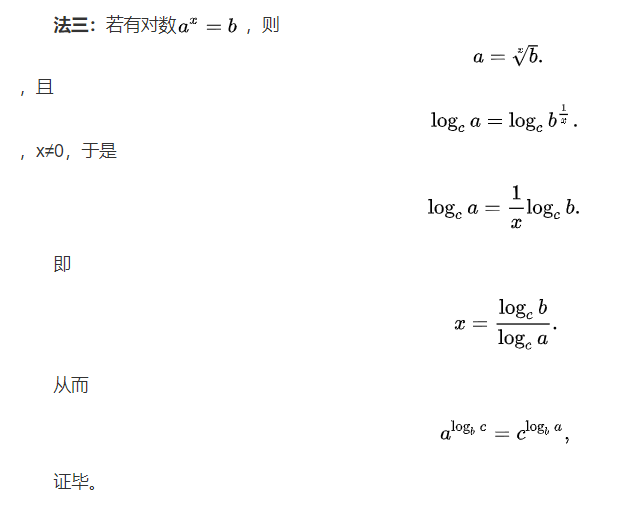 法三：若有对数$a^x = b$ ，则
$a = \sqrt[x]{b}.$
，且
$\log_c a = \log_c b^{\frac{1}{x}}.$
，x≠0，于是
$\log_c a = \frac{1}{x} \log_c b.$
即
$x = \frac{\log_c b}{\log_c a}.$
从而
$a^{\log_b c} = c^{\log_b a},$
证毕。